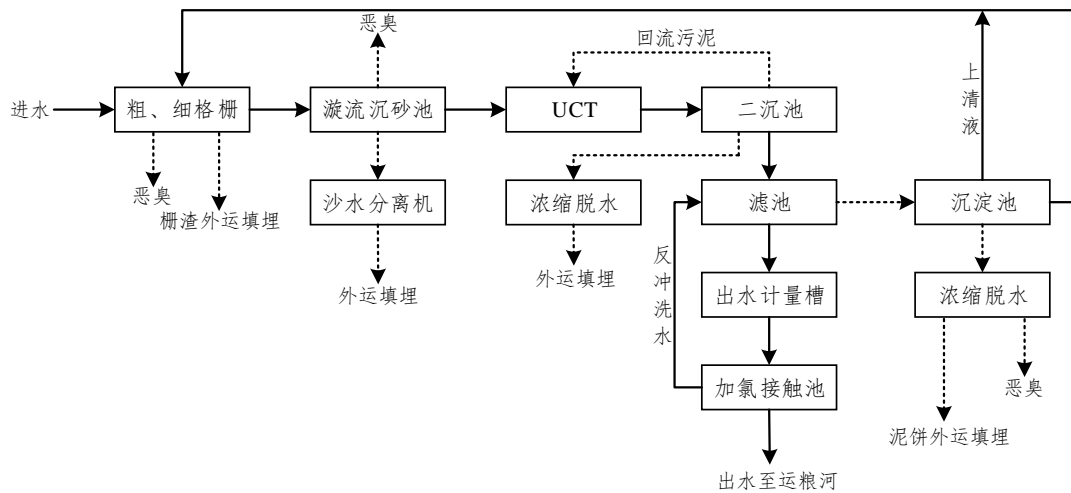 恶臭
回流污泥
上清液
进水
粗、细格栅
漩流沉砂池
UCT
二沉池
恶臭
栅渣外运填埋
沙水分离机
浓缩脱水
滤池
沉淀池
外运填埋
外运填埋
反冲洗水
出水计量槽
浓缩脱水
加氯接触池
恶臭
泥饼外运填埋
出水至运粮河